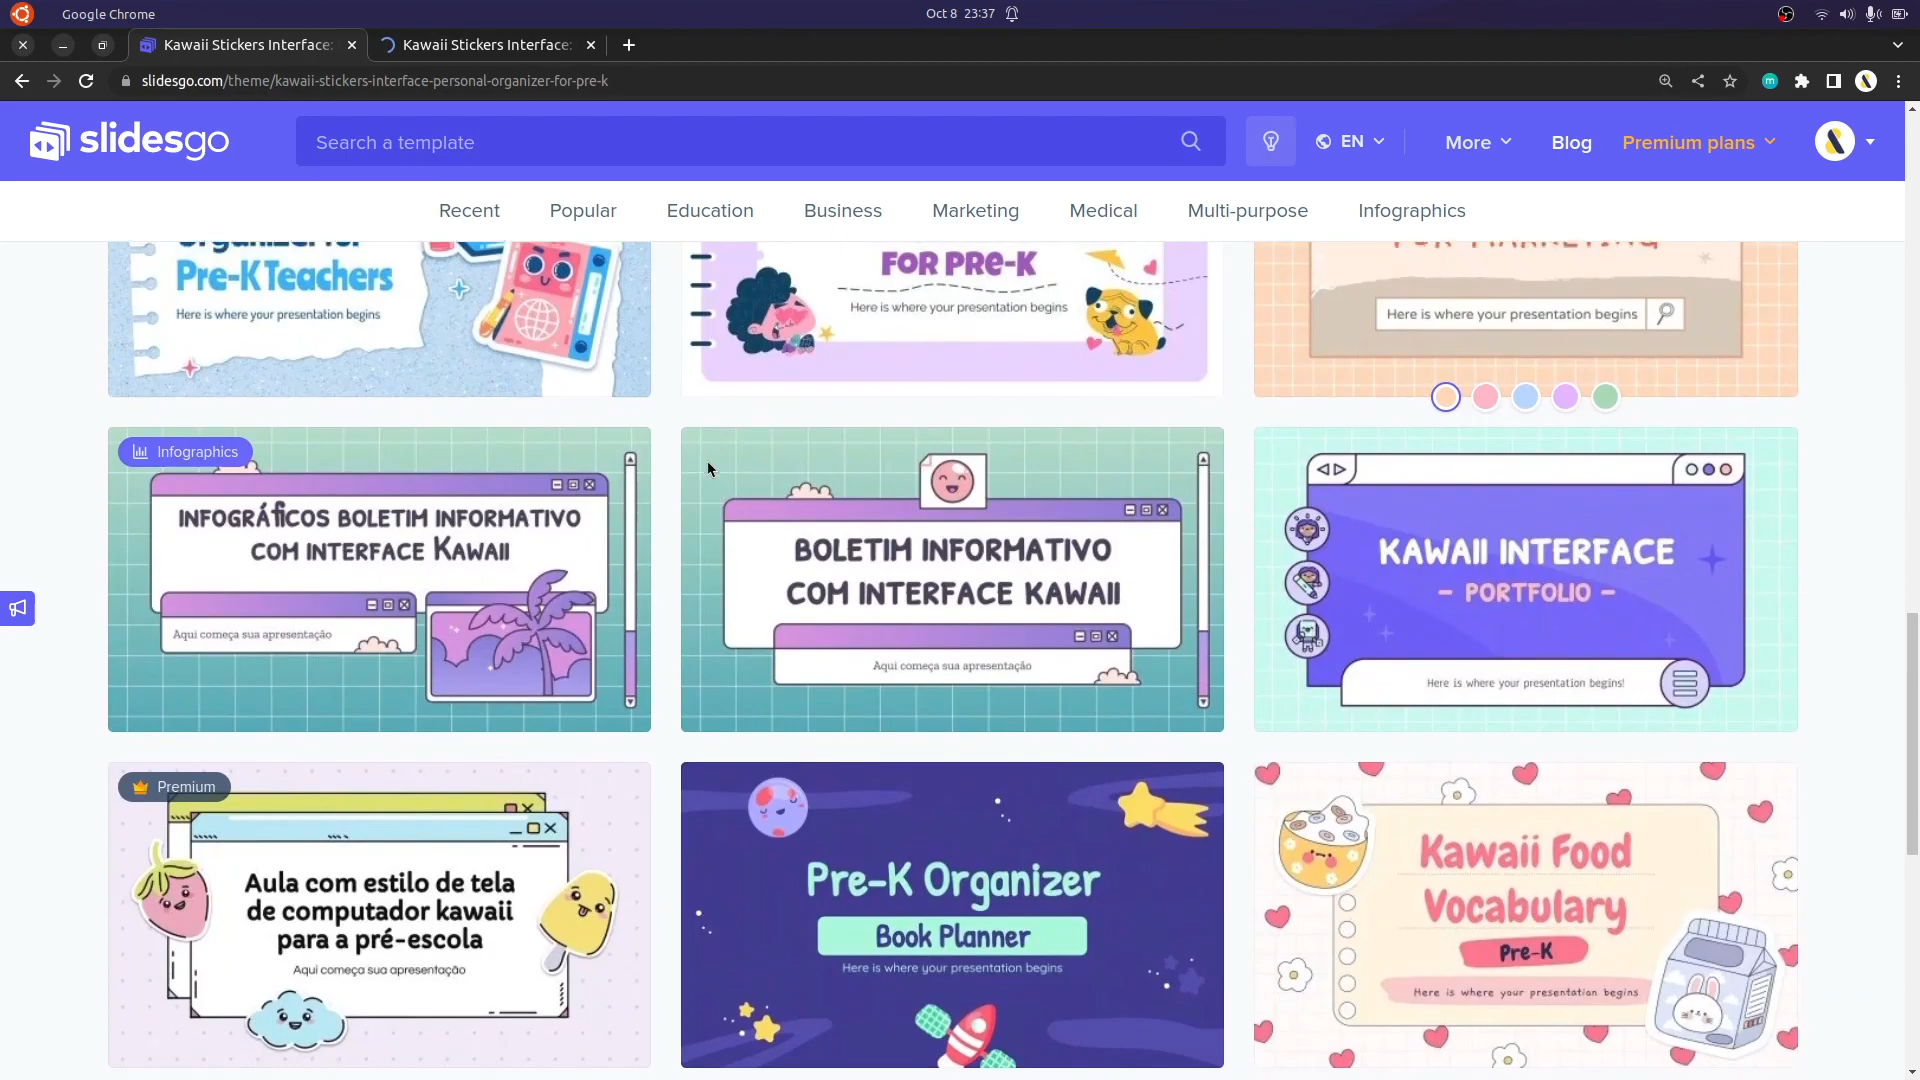 Google Chrome
Oct 8 23:37
Kawaii Stickers Interface:
Kawaii Stickers Interface:
slidesgo.com/theme/kawaii-stickers-interface-personal-organizer-for-pre-k
slidesgo
Search a template
EN
More
Blog
Premium plans
Recent
Popular
Education
Business
Marketing
Medical
Multi-purpose
Infographics
Organizer for
Pre-K Teachers
Here is where your presentation begins
FOR PRE-K
Here is where your presentation begins
FOR MARKETING
Here is where your presentation begins
Infographics
INFOGRÁFICOS BOLETIM INFORMATIVO
COM INTERFACE KAWAII
Aqui começa sua apresentação
BOLETIM INFORMATIVO
COM INTERFACE KAWAII
Aqui começa sua apresentação
KAWAII INTERFACE
– PORTFOLIO –
Here is where your presentation begins!
Premium
Aula com estilo de tela
de computador kawaii
para a pré-escola
Aqui começa sua apresentação
Pre-K Organizer
Book Planner
Here is where your presentation begins
Kawaii Food
Vocabulary
Pre-K
Here is where your presentation begins